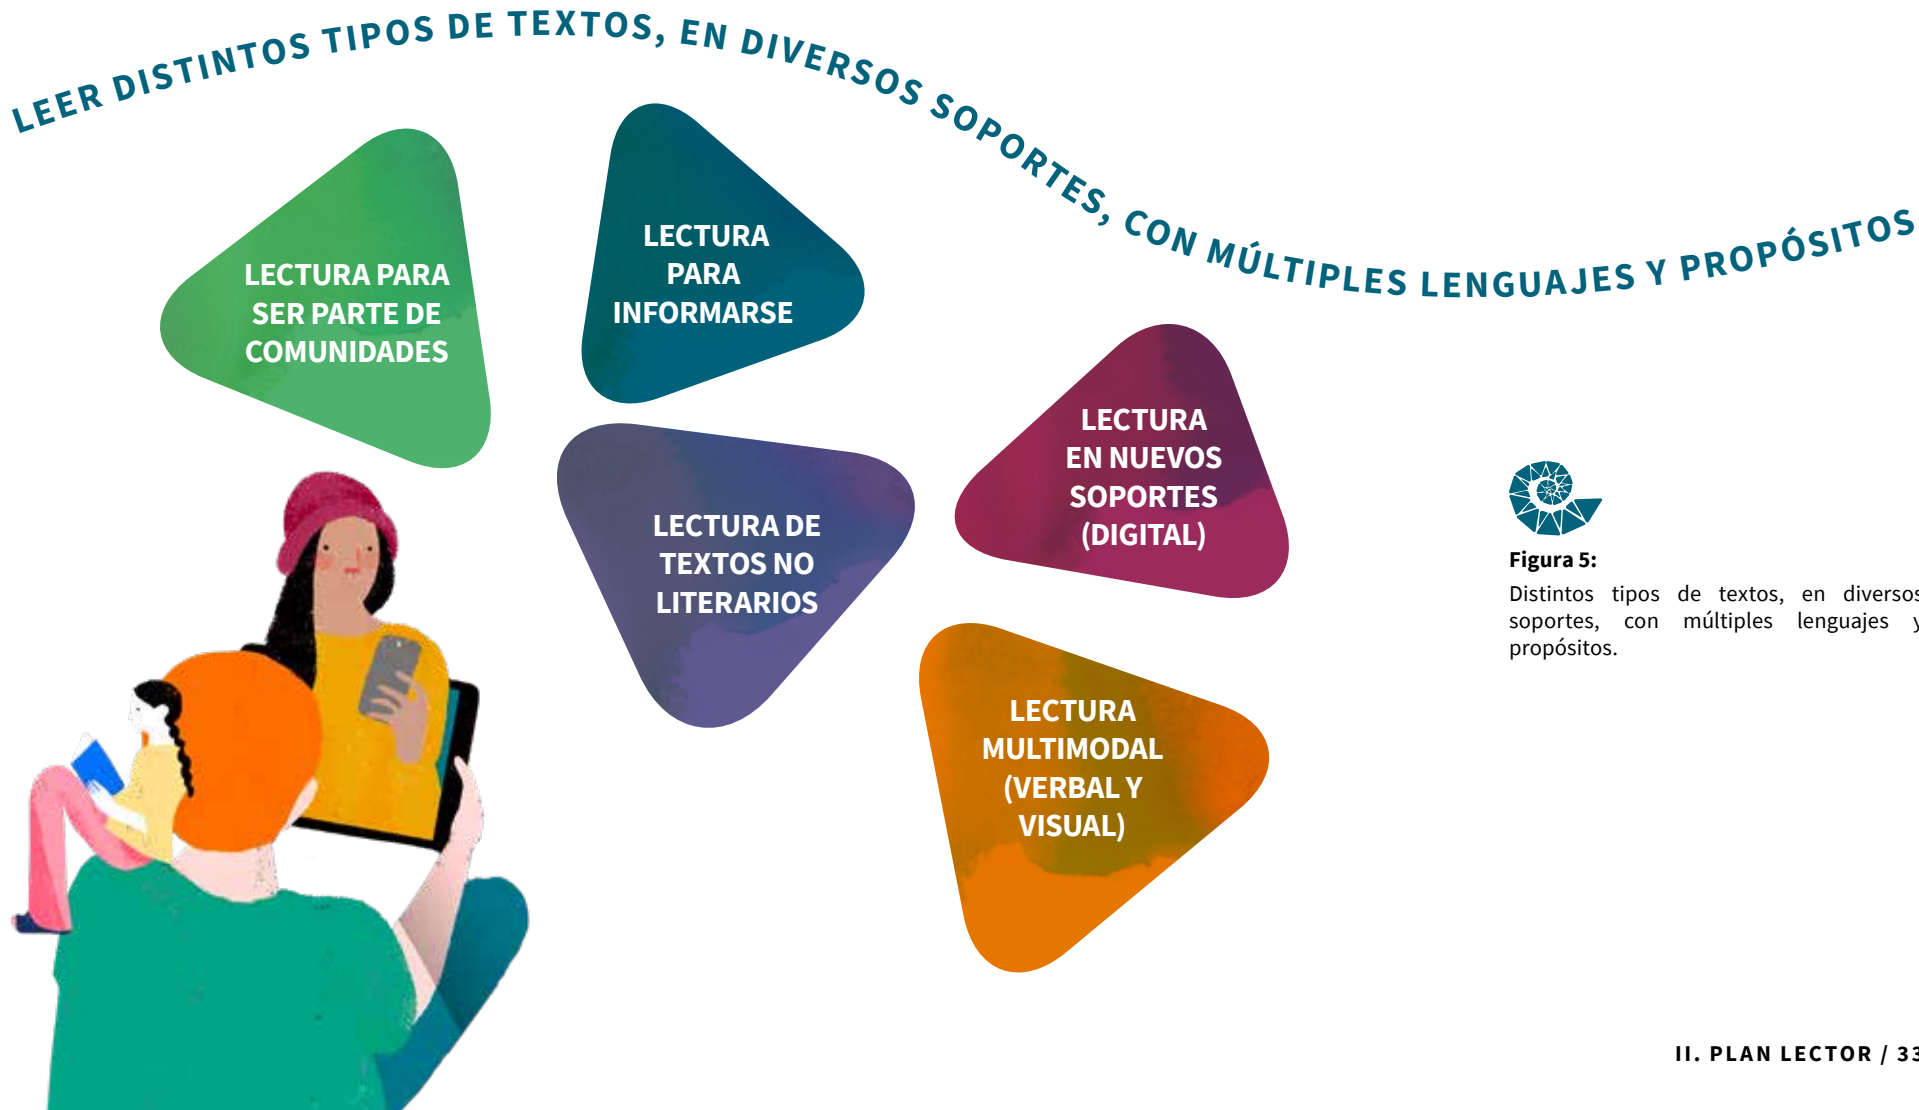 LEER DISTINTOS TIPOS DE TEXTOS, EN DIVERSOS SOPORTES, CON MÚLTIPLES LENGUAJES Y PROPÓSITOS
LECTURA PARA
SER PARTE DE
COMUNIDADES
LECTURA
PARA
INFORMARSE
LECTURA DE
TEXTOS NO
LITERARIOS
LECTURA
EN NUEVOS
SOPORTES
(DIGITAL)
LECTURA
MULTIMODAL
(VERBAL Y
VISUAL)
Figura 5:
Distintos tipos de textos, en diversos
soportes, con múltiples lenguajes y
propósitos.
II. PLAN LECTOR / 33